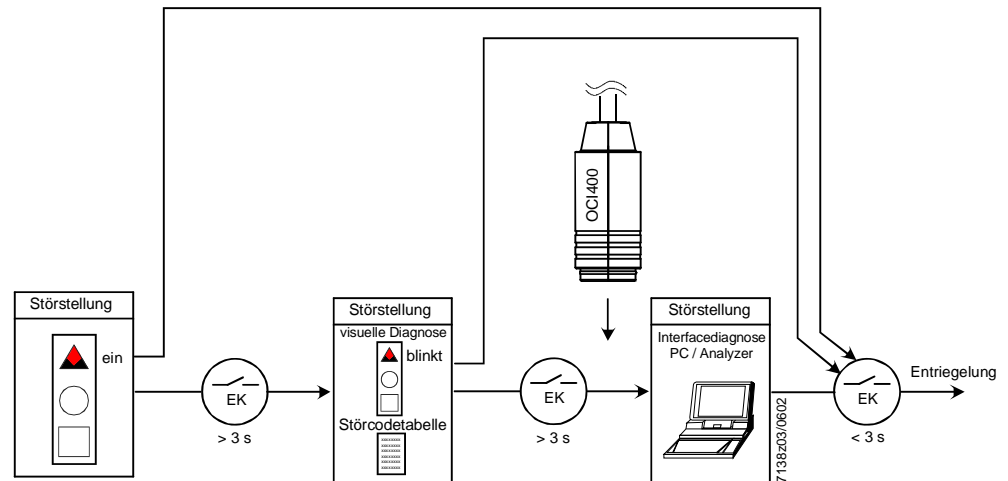 OCI400
Störstellung
ein
EK
> 3 s
Störstellung
visuelle Diagnose
blinkt
Störcodetabelle
EK
> 3 s
Störstellung
Interfacediagnose
PC / Analyzer
7138z03/0602
EK
< 3 s
Entriegelung